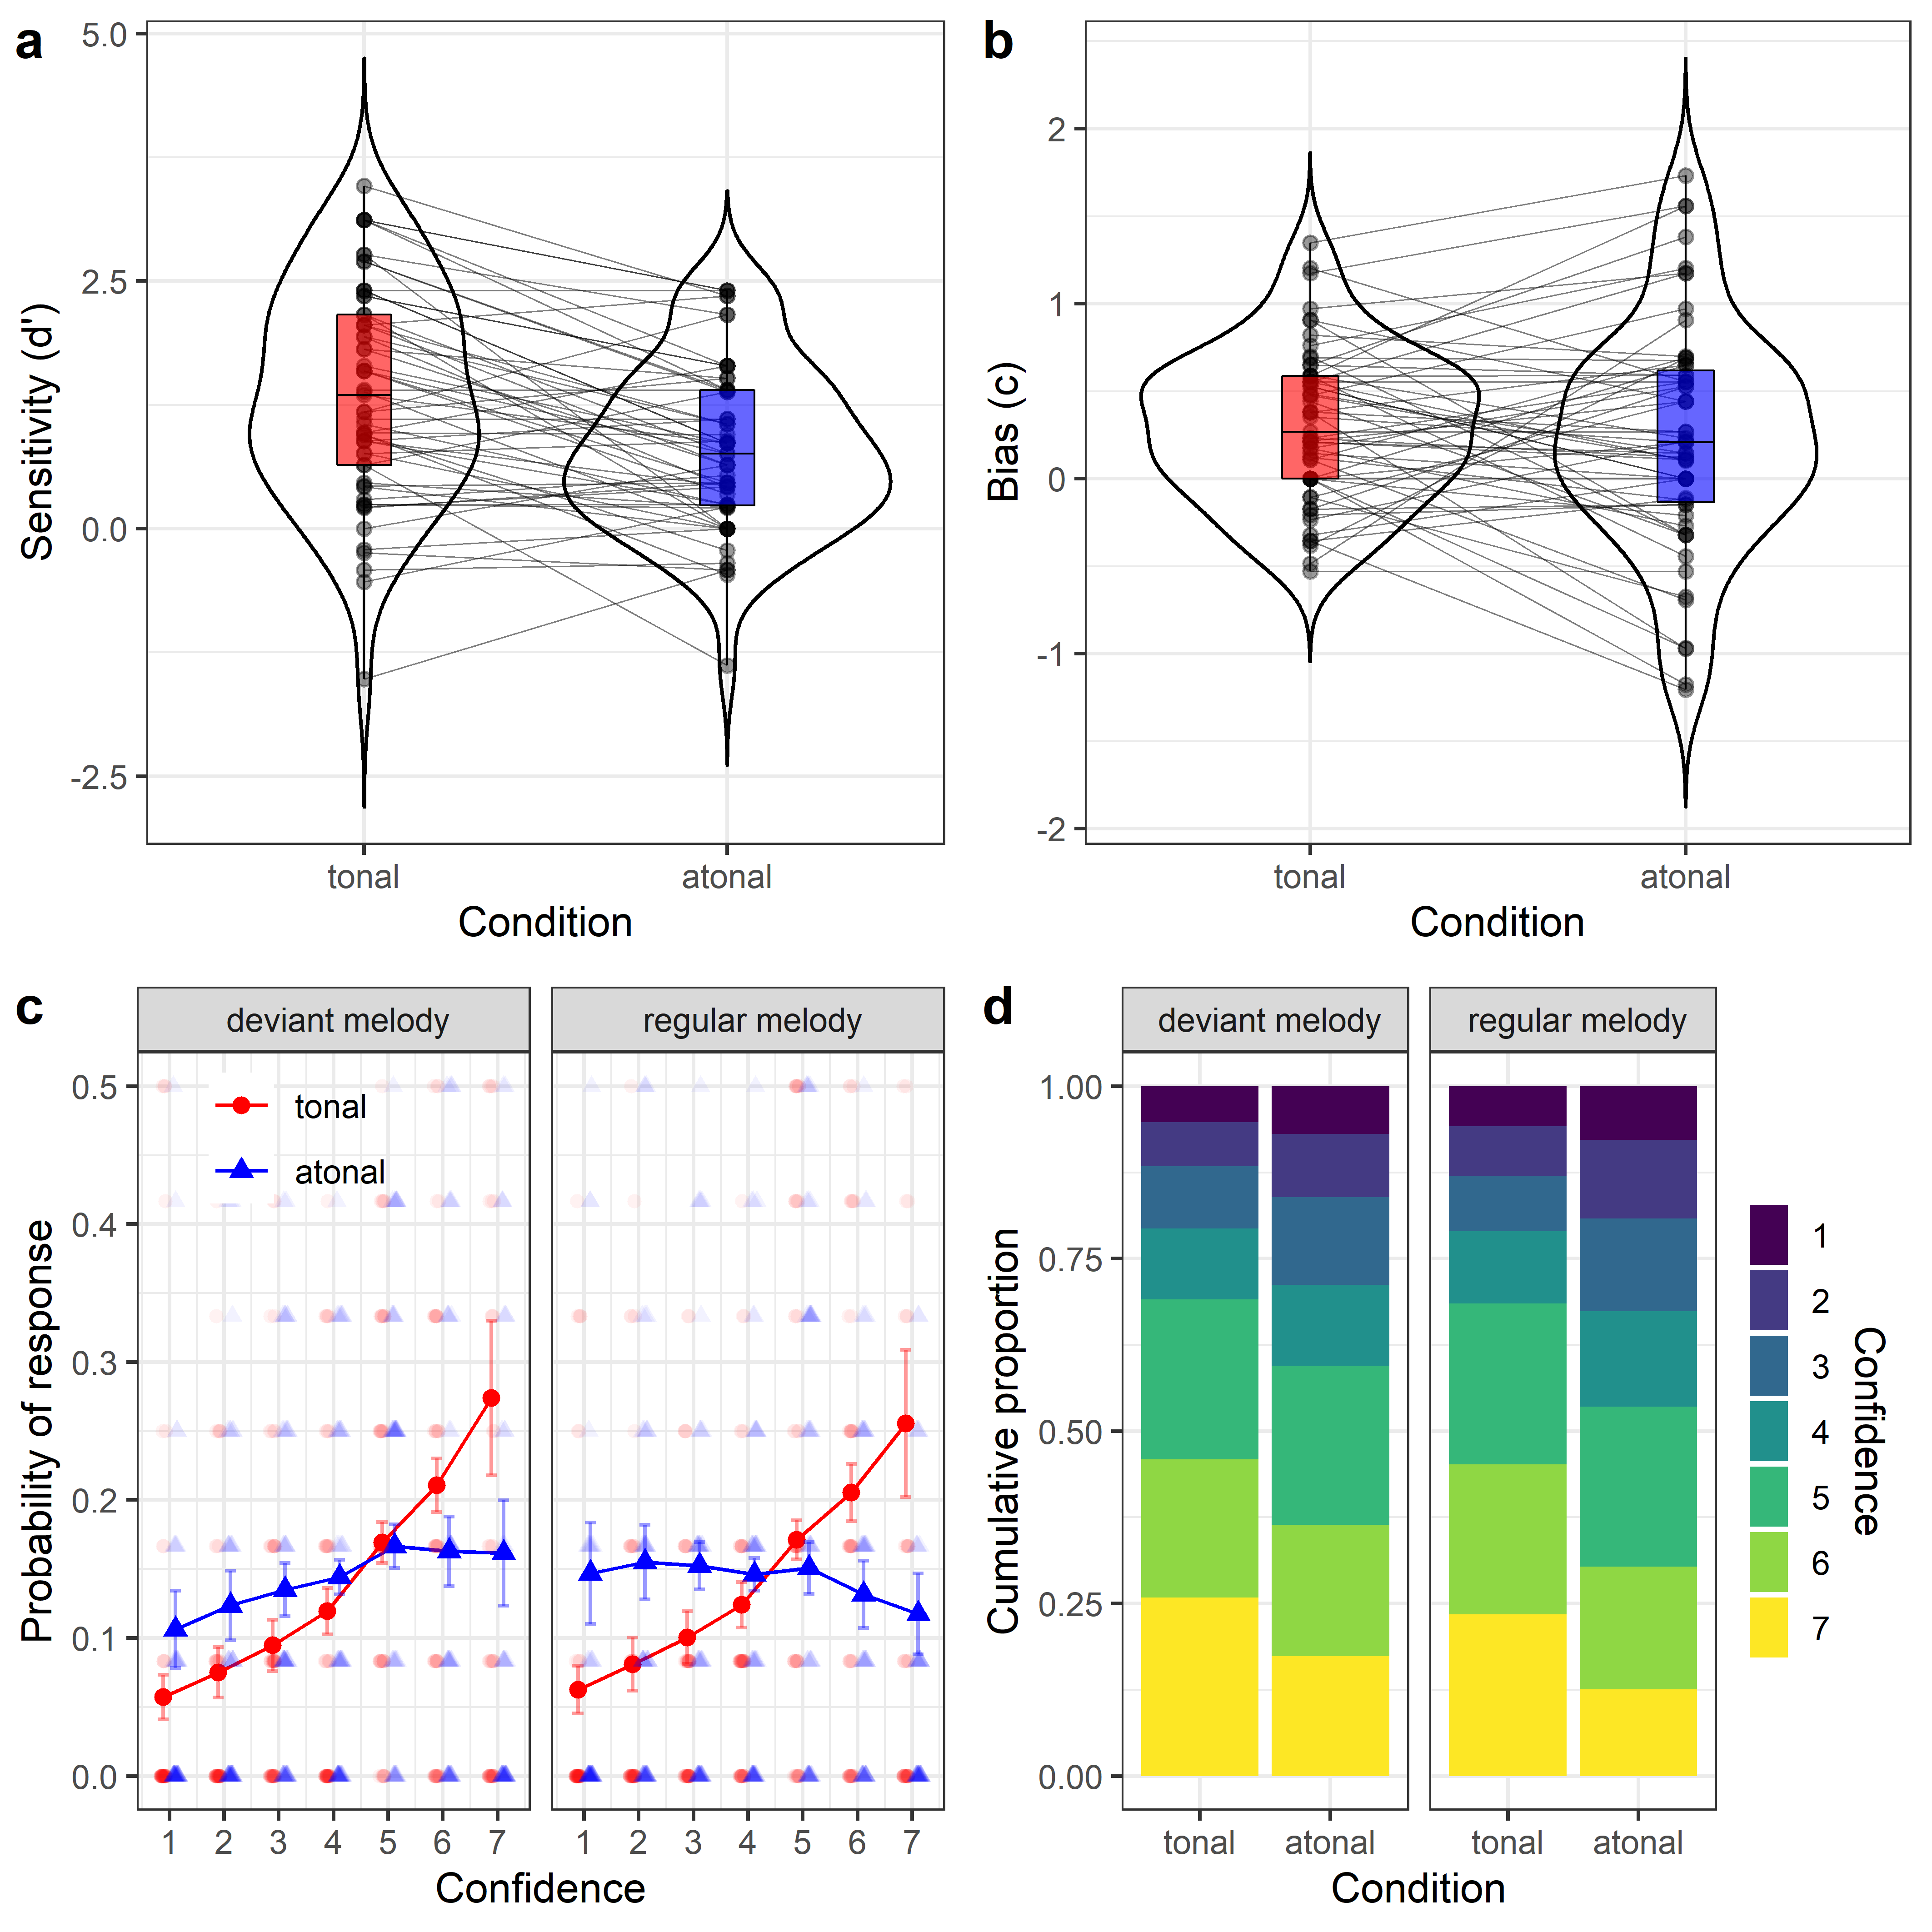 a
5.0
2.5
0.0
-2.5
Sensitivity (d')
tonal atonal
Condition
b
2
1
0
-1
-2
Bias (c)
tonal atonal
Condition
c
deviant melody regular melody
tonal
atonal
0.5
0.4
0.3
0.2
0.1
0.0
Probability of response
1 2 3 4 5 6 7 1 2 3 4 5 6 7
Confidence
d
deviant melody regular melody
1.00
0.75
0.50
0.25
0.00
Cumulative proportion
tonal atonal tonal atonal
Condition
1
2
3
4
5
6
7
Confidence